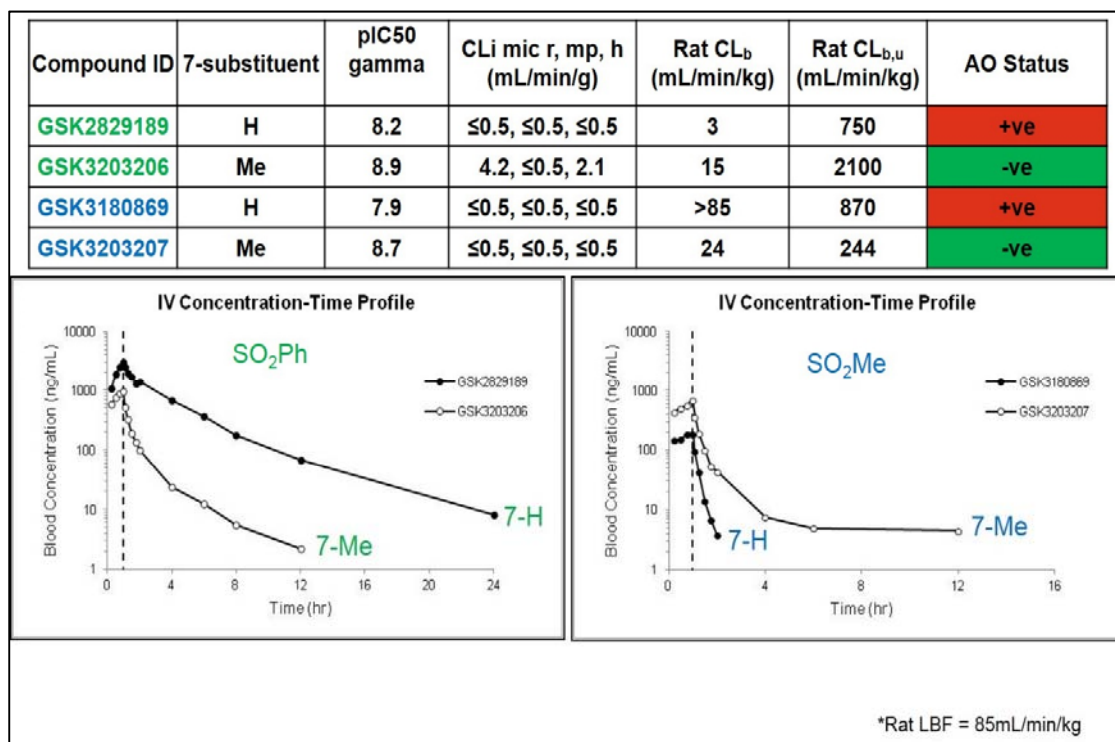 Compound ID 7-substituent pIC50 gamma CLi mic r, mp, h (mL/min/g) Rat CLb (mL/min/kg) Rat CLb,u (mL/min/kg) AO Status
GSK2829189 H 8.2 ≤0.5, ≤0.5, ≤0.5 3 750 +ve
GSK3203206 Me 8.9 4.2, ≤0.5, 2.1 15 2100 -ve
GSK3180869 H 7.9 ≤0.5, ≤0.5, ≤0.5 >85 870 +ve
GSK3203207 Me 8.7 ≤0.5, ≤0.5, ≤0.5 24 244 -ve
IV Concentration-Time Profile
SO2Ph
GSK2829189
GSK3203206
Blood Concentration (ng/mL)
10000
1000
100
10
1
7-H
7-Me
0 4 8 12 16 20 24
Time (hr)
IV Concentration-Time Profile
SO2Me
GSK3180869
GSK3203207
Blood Concentration (ng/mL)
10000
1000
100
10
1
7-H
7-Me
0 4 8 12 16
Time (hr)
*Rat LBF = 85mL/min/kg